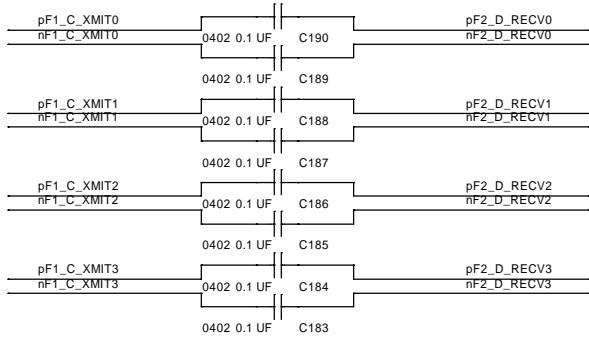 pF1_C_XMIT0 pF2_D_RECV0
nF1_C_XMIT0 0402 0.1 UF C190 nF2_D_RECV0
0402 0.1 UF C189
pF1_C_XMIT1 pF2_D_RECV1
nF1_C_XMIT1 0402 0.1 UF C188 nF2_D_RECV1
0402 0.1 UF C187
pF1_C_XMIT2 pF2_D_RECV2
nF1_C_XMIT2 0402 0.1 UF C186 nF2_D_RECV2
0402 0.1 UF C185
pF1_C_XMIT3 pF2_D_RECV3
nF1_C_XMIT3 0402 0.1 UF C184 nF2_D_RECV3
0402 0.1 UF C183